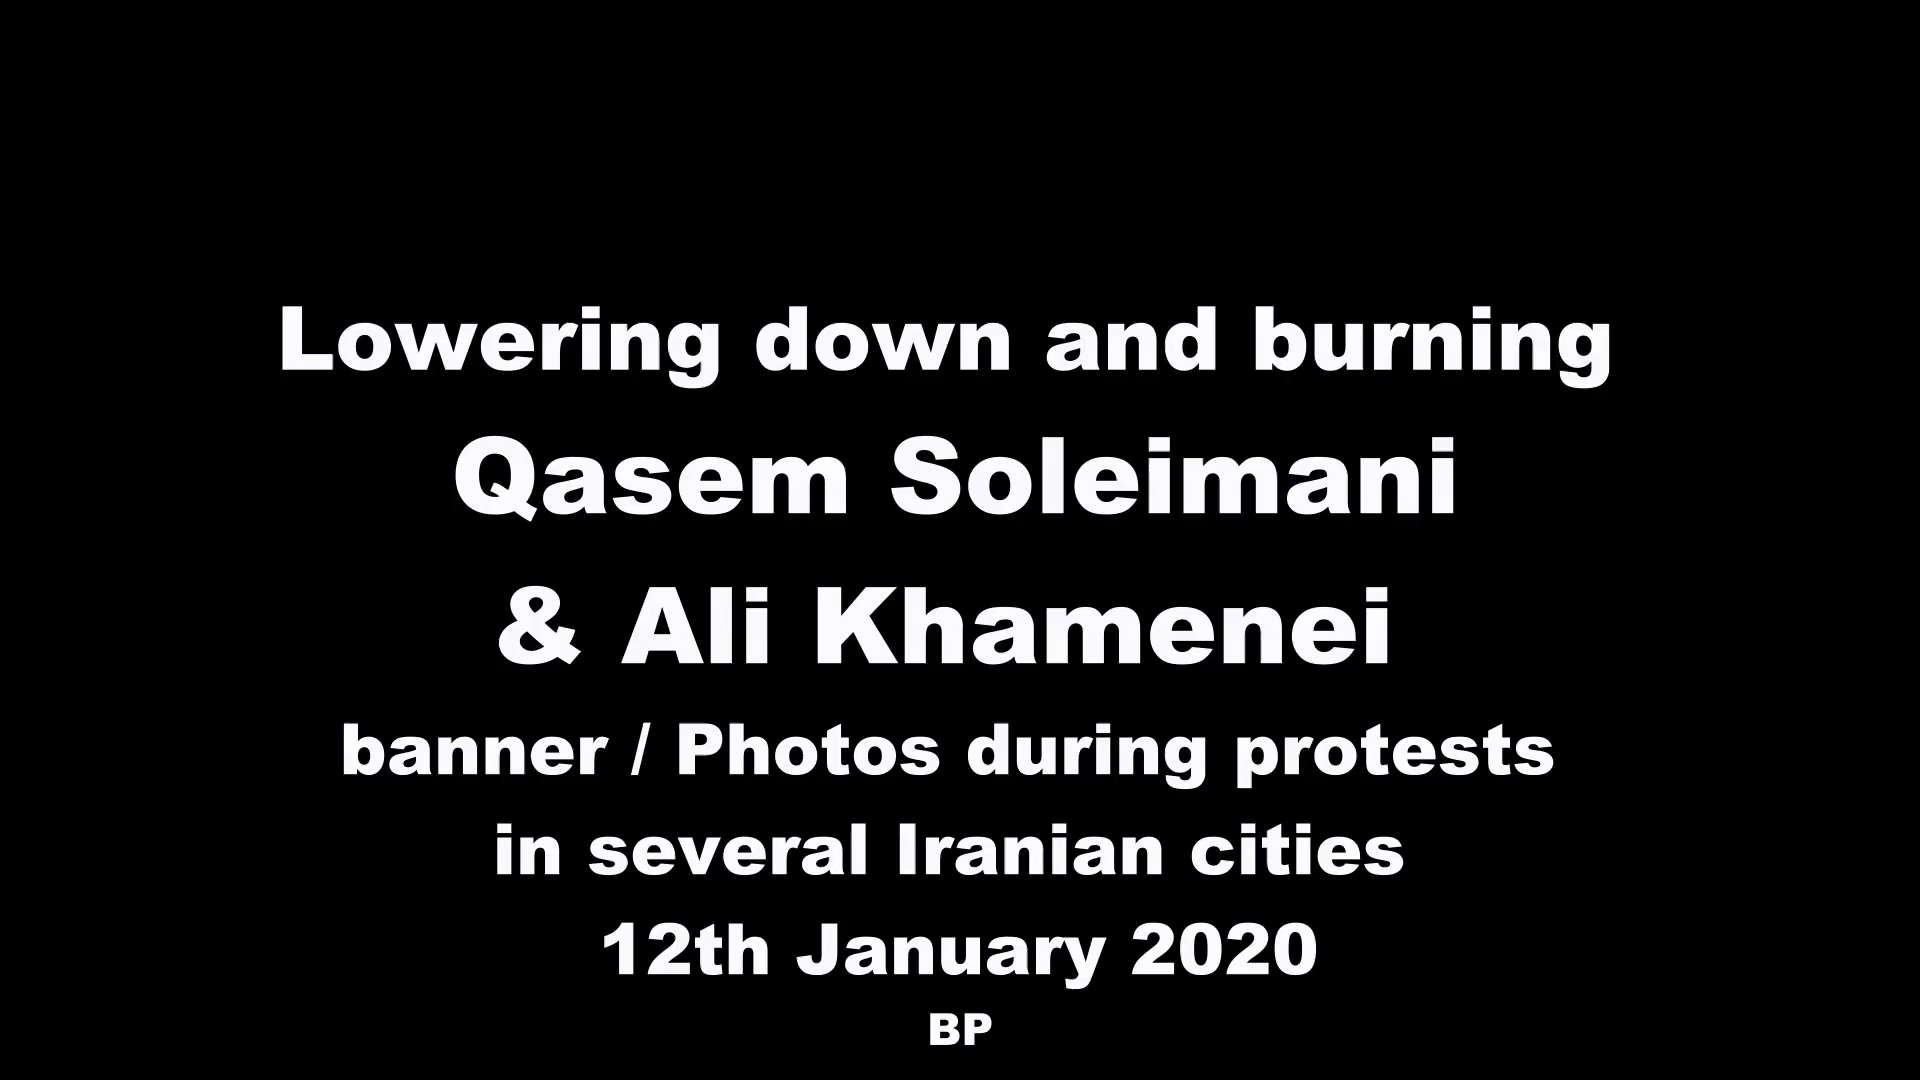 Lowering down and burning
Qasem Soleimani
& Ali Khamenei
banner / Photos during protests
in several Iranian cities
12th January 2020
BP